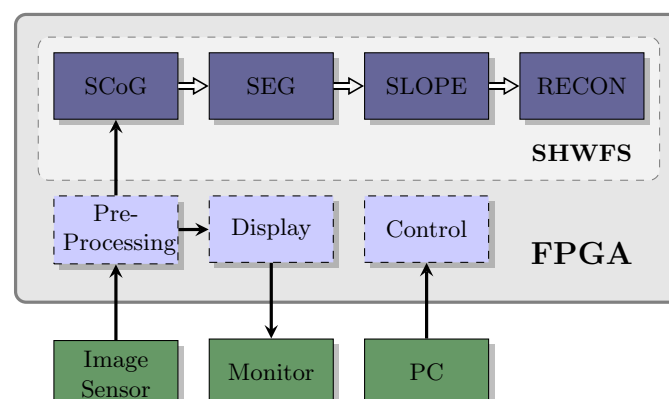 SCoG
SEG
SLOPE
RECON
SHWFS
Pre-
Processing
Display
Control
FPGA
Image
Sensor
Monitor
PC